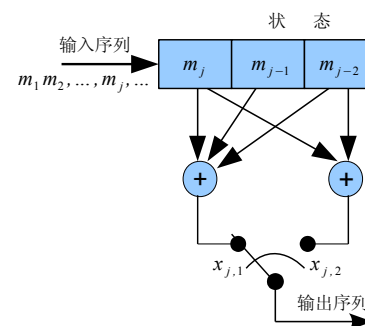 状 态
输入序列
m_j m_{j-1} m_{j-2}
m_1 m_2 , ... , m_j , ...
+ +
x_{j,1} x_{j,2}
输出序列